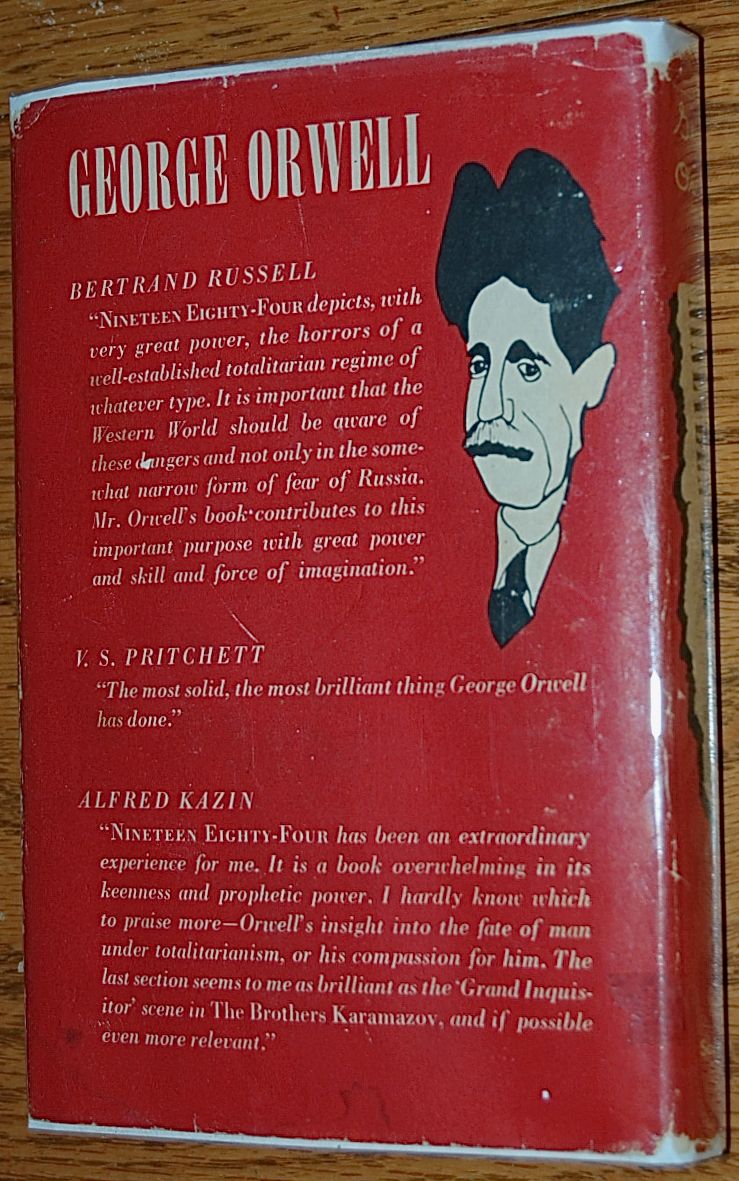 GEORGE ORWELL
BERTRAND RUSSELL
“NINETEEN EIGHTY-FOUR depicts, with
very great power, the horrors of a
well-established totalitarian regime of
whatever type. It is important that the
Western World should be aware of
these dangers and not only in the some-
what narrow form of fear of Russia.
Mr. Orwell's book contributes to this
important purpose with great power
and skill and force of imagination.”
V. S. PRITCHETT
“The most solid, the most brilliant thing George Orwell
has done.”
ALFRED KAZIN
“NINETEEN EIGHTY-FOUR has been an extraordinary
experience for me. It is a book overwhelming in its
keenness and prophetic power. I hardly know which
to praise more—Orwell's insight into the fate of man
under totalitarianism, or his compassion for him. The
last section seems to me as brilliant as the ‘Grand Inquis-
itor’ scene in The Brothers Karamazov, and if possible
even more relevant.”